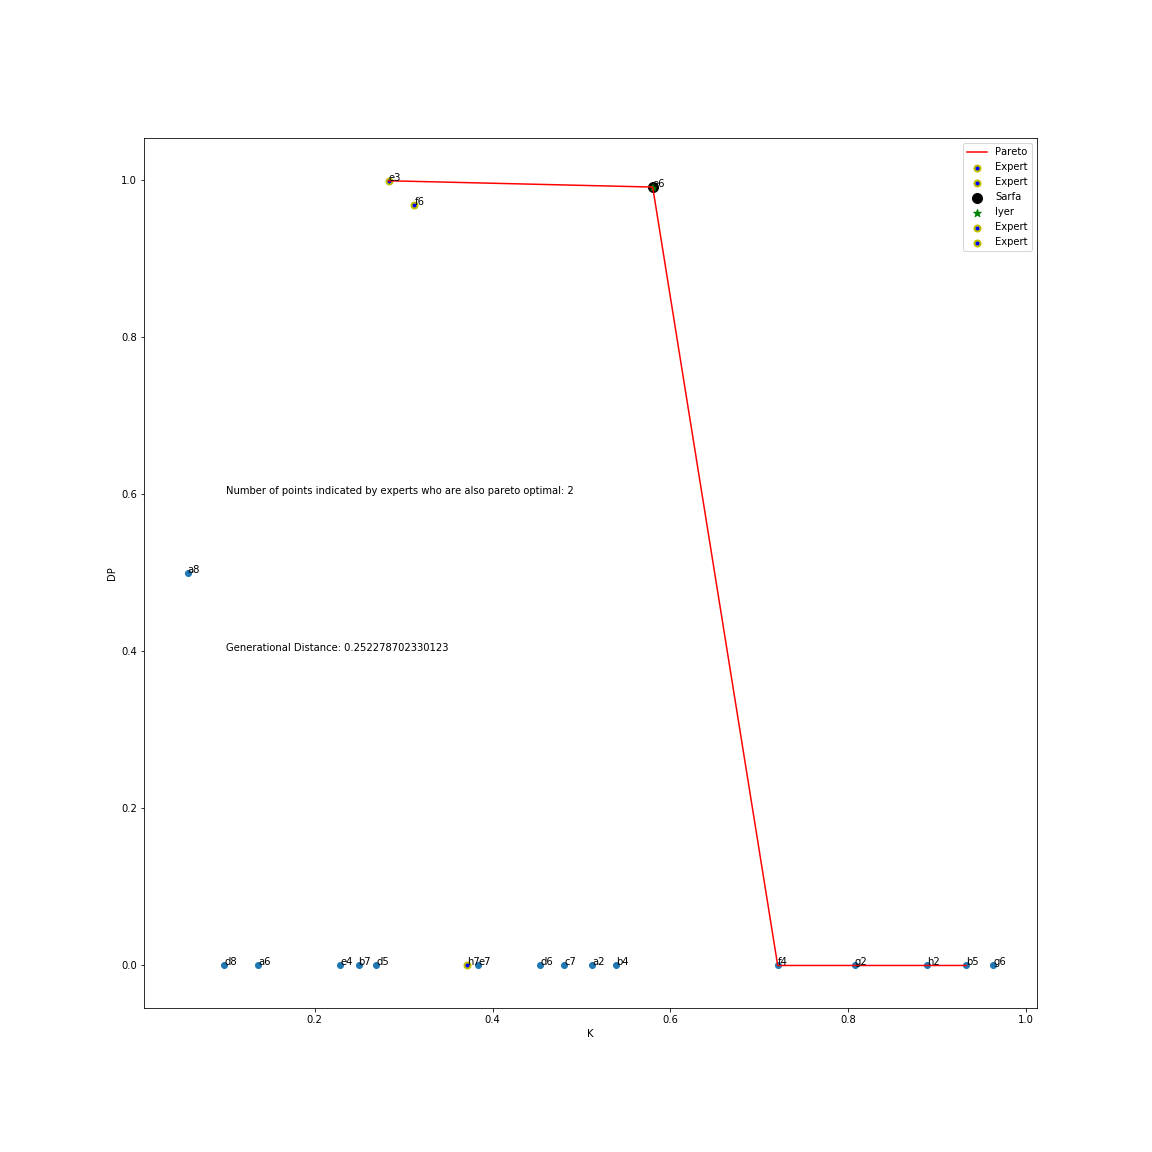 Pareto
Expert
Expert
Sarfa
Iyer
Expert
Expert
e3
f6
1.0
0.8
0.6
0.4
0.2
0.0
DP
Number of points indicated by experts who are also pareto optimal: 2
a8
Generational Distance: 0.252278702330123
d8
a6
e4
b7
d5
h7
e7
d6
c7
a2
b4
f4
g2
h2
b5
g6
0.2
0.4
0.6
0.8
1.0
K